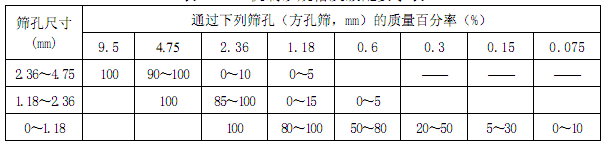 筛孔尺寸 (mm) 通过下列筛孔（方孔筛，mm）的质量百分率（%）
9.5 4.75 2.36 1.18 0.6 0.3 0.15 0.075
2.36～4.75 100 90～100 0～10 0～5 —— ——
1.18～2.36 100 85～100 0～15 0～5
0～1.18 100 80～100 50～80 20～50 5～30 0～10